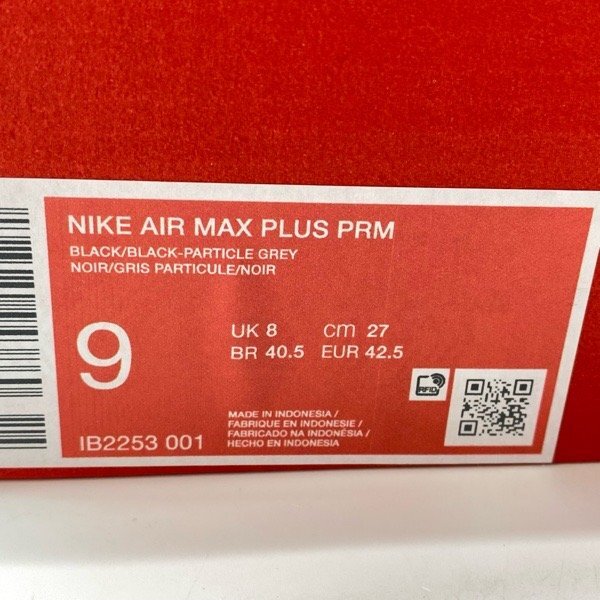 NIKE AIR MAX PLUS PRM
BLACK/BLACK-PARTICLE GREY
NOIR/GRIS PARTICULE/NOIR
9
UK 8 cm 27
BR 40.5 EUR 42.5
RFID
MADE IN INDONESIA /
FABRIQUE EN INDONESIE /
FABRICADO NA INDONÉSIA /
HECHO EN INDONESIA
IB2253 001